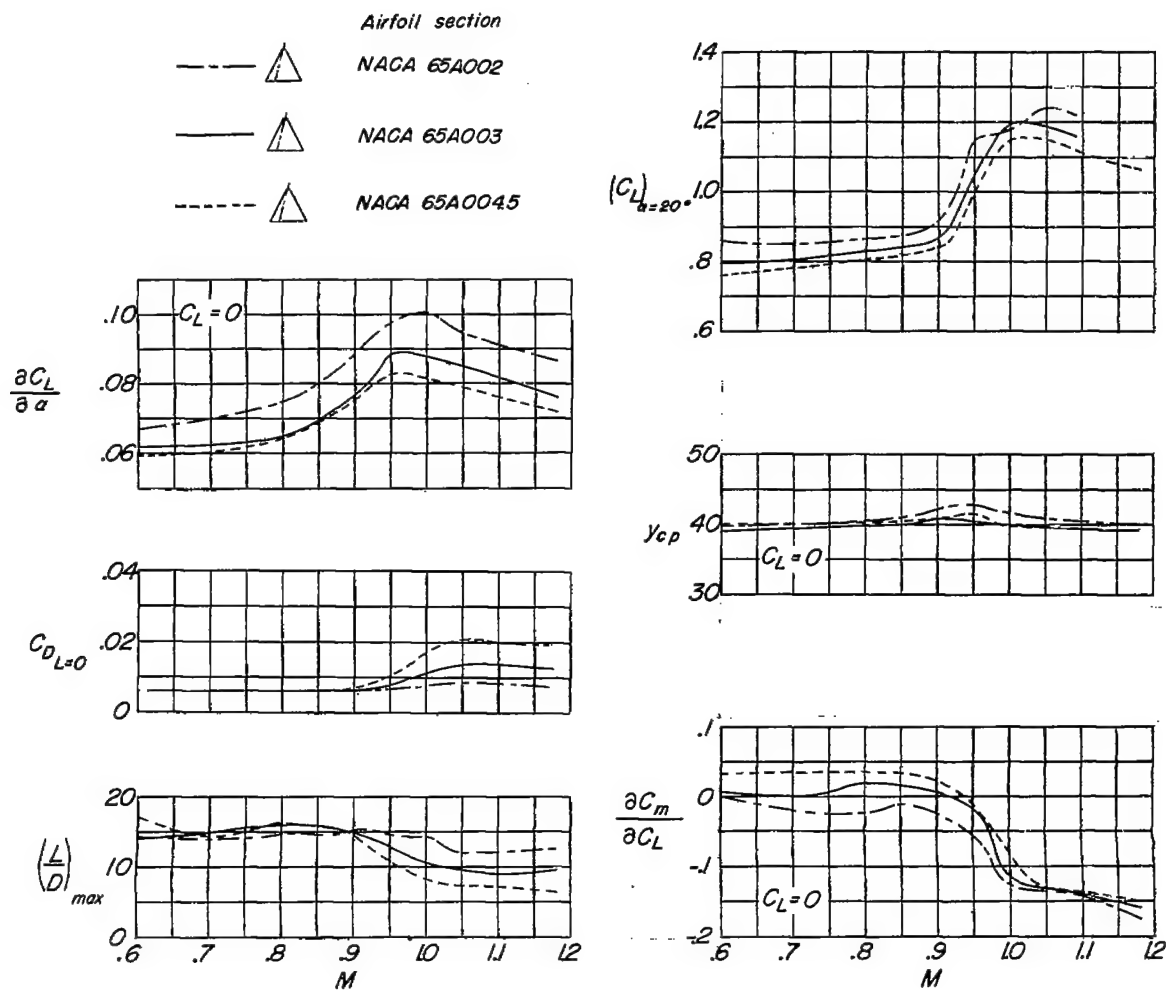 Airfoil section
NACA 65A002
NACA 65A003
NACA 65A004.5
∂C_L/∂α
C_L = 0
.10
.08
.06
C_{D_{L=0}}
.04
.02
0
(L/D)_max
20
10
0
.6 .7 .8 .9 1.0 1.1 1.2
M
(C_L)_{α=20°}
1.4
1.2
1.0
.8
.6
y_cp
50
40
30
C_L = 0
∂C_m/∂C_L
.1
0
-.1
-.2
C_L = 0
.6 .7 .8 .9 1.0 1.1 1.2
M